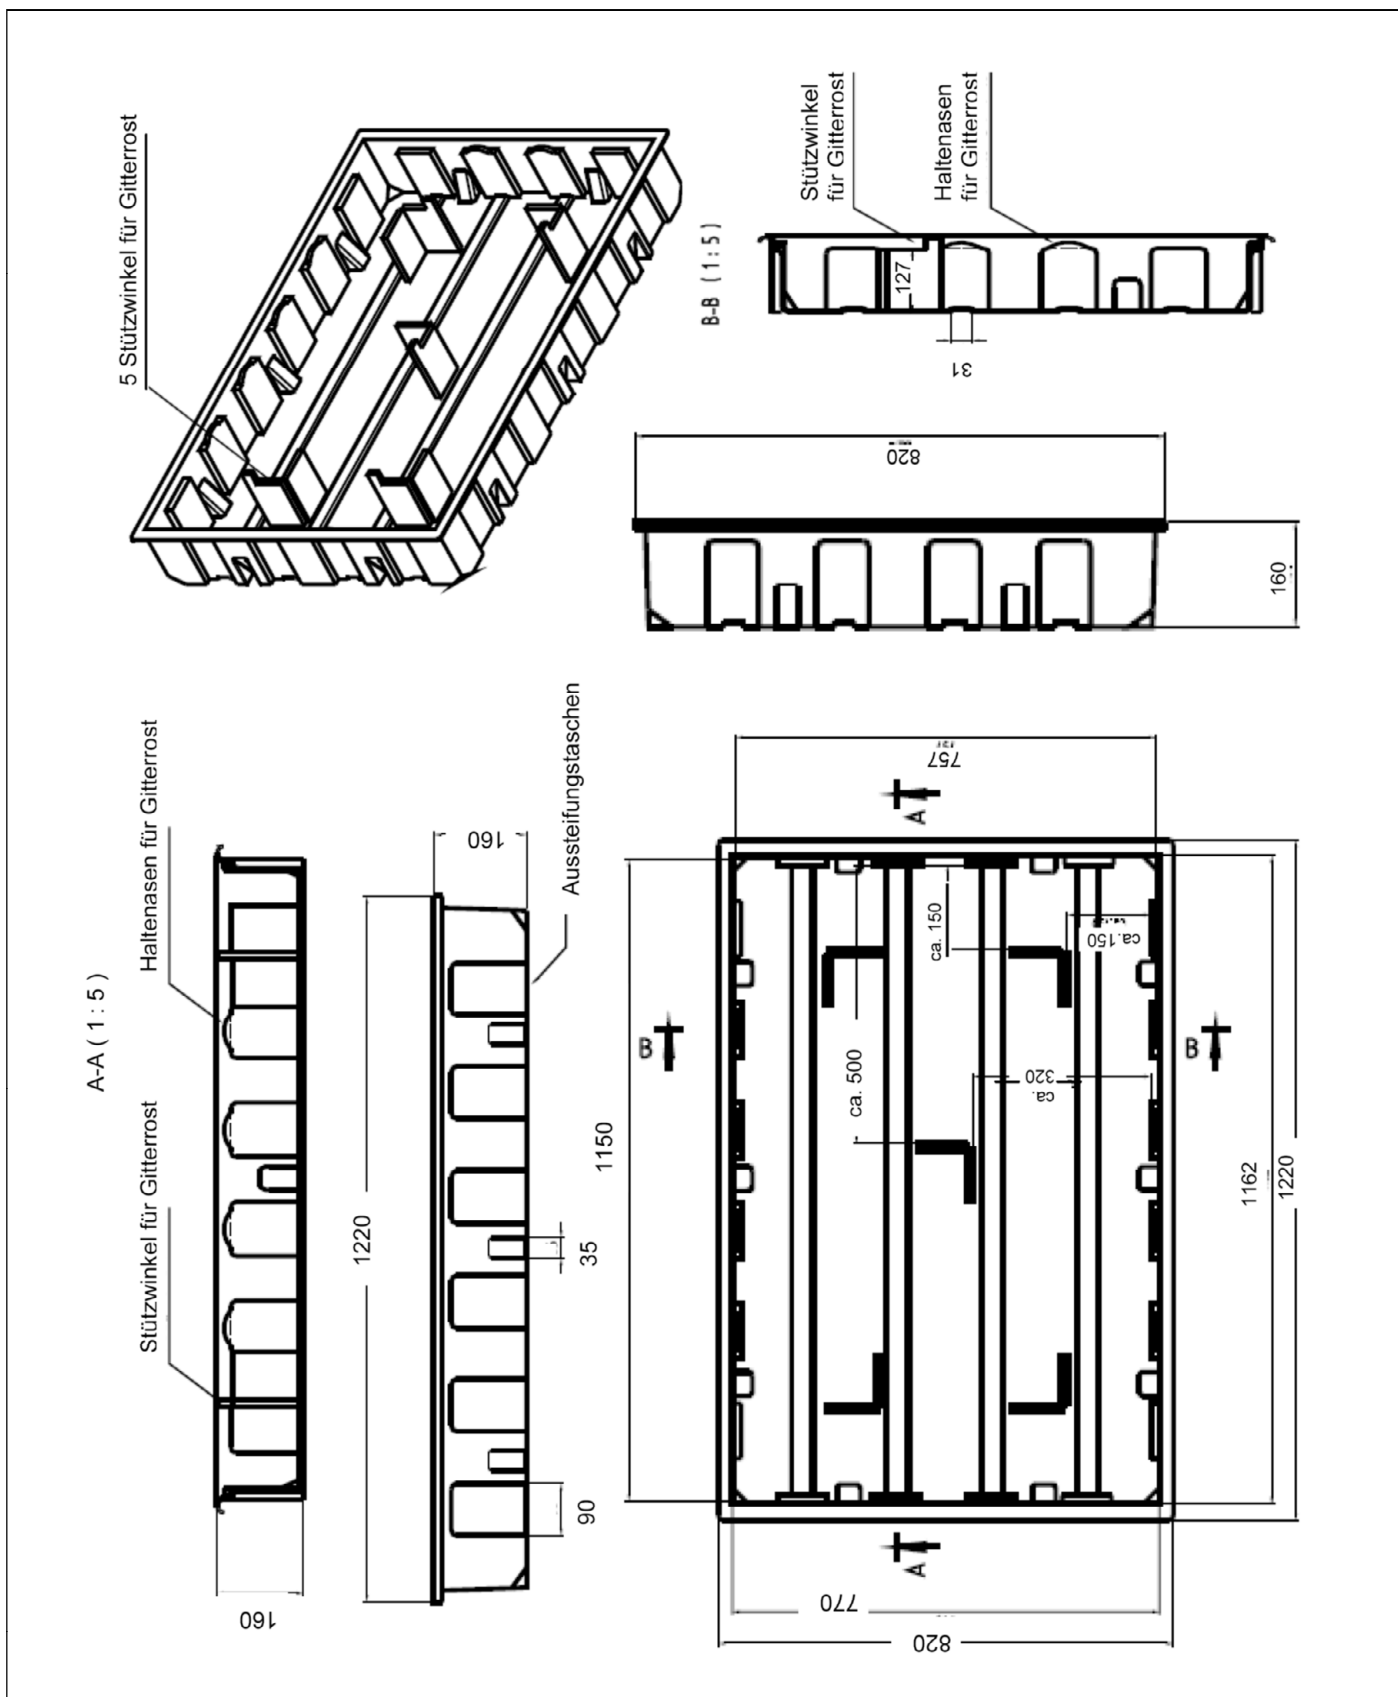 5 Stützwinkel für Gitterrost
Stützwinkel
für Gitterrost
Haltenasen
für Gitterrost
B-B ( 1 : 5 )
127
31
820
160
A-A ( 1 : 5 )
Haltenasen für Gitterrost
Stützwinkel für Gitterrost
160
160
Aussteifungstaschen
1220
35
90
757
A
B
B
1150
ca. 500
ca. 150
ca.150
ca.
320
1162
1220
A
770
820